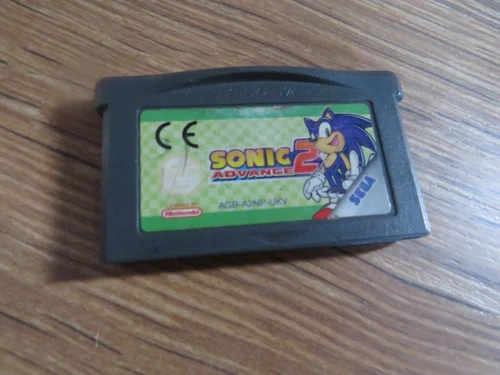 CE
SONIC
ADVANCE 2
Nintendo
AGB-A2NP-UKV
SEGA